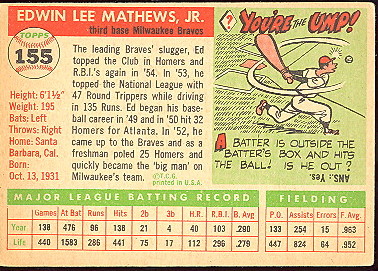 EDWIN LEE MATHEWS, JR.
third base Milwaukee Braves
TOPPS
155
Height: 6'1½"
Weight: 195
Bats: Left
Throws: Right
Home: Santa
Barbara, Cal.
Born:
Oct. 13, 1931
The leading Braves' slugger, Ed
topped the Club in Homers and
R.B.I.'s again in '54. In '53, he
topped the National League with
47 Round Trippers while driving
in 135 Runs. Ed began his base-
ball career in '49 and in '50 hit 32
Homers for Atlanta. In '52, he
came up to the Braves and as a
freshman poled 25 Homers and
quickly became the 'big man' on
Milwaukee's team.
©T.C.G.
printed in U.S.A.
?
YOU'RE THE UMP!
A BATTER IS OUTSIDE THE
BATTER'S BOX AND HITS
THE BALL! IS HE OUT?
ANS: Yes.
MAJOR LEAGUE BATTING RECORD
FIELDING
Games At Bat Runs Hits 2b 3b H.R. R.B.I. B. Avg. P.O. Assists Errors F. Avg.
Year 138 476 96 138 21 4 40 103 .290 133 254 15 .963
Life 440 1583 286 441 75 17 112 296 .279 447 733 60 .952